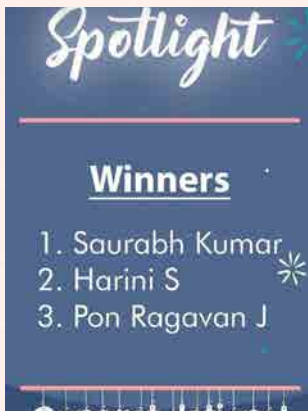 Spotlight
Winners
1. Saurabh Kumar
2. Harini S
3. Pon Ragavan J